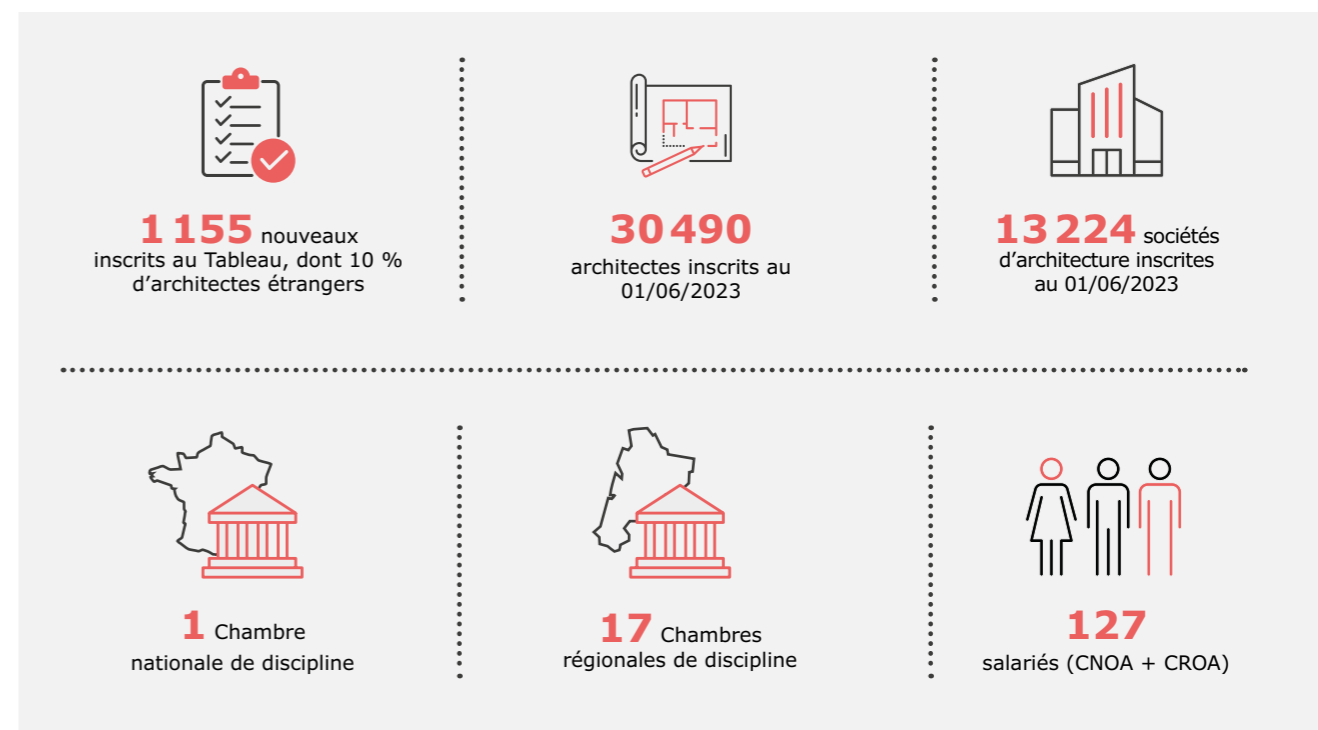 1 155 nouveaux
inscrits au Tableau, dont 10 %
d’architectes étrangers
30 490
architectes inscrits au
01/06/2023
13 224 sociétés
d’architecture inscrites
au 01/06/2023
1 Chambre
nationale de discipline
17 Chambres
régionales de discipline
127
salariés (CNOA + CROA)